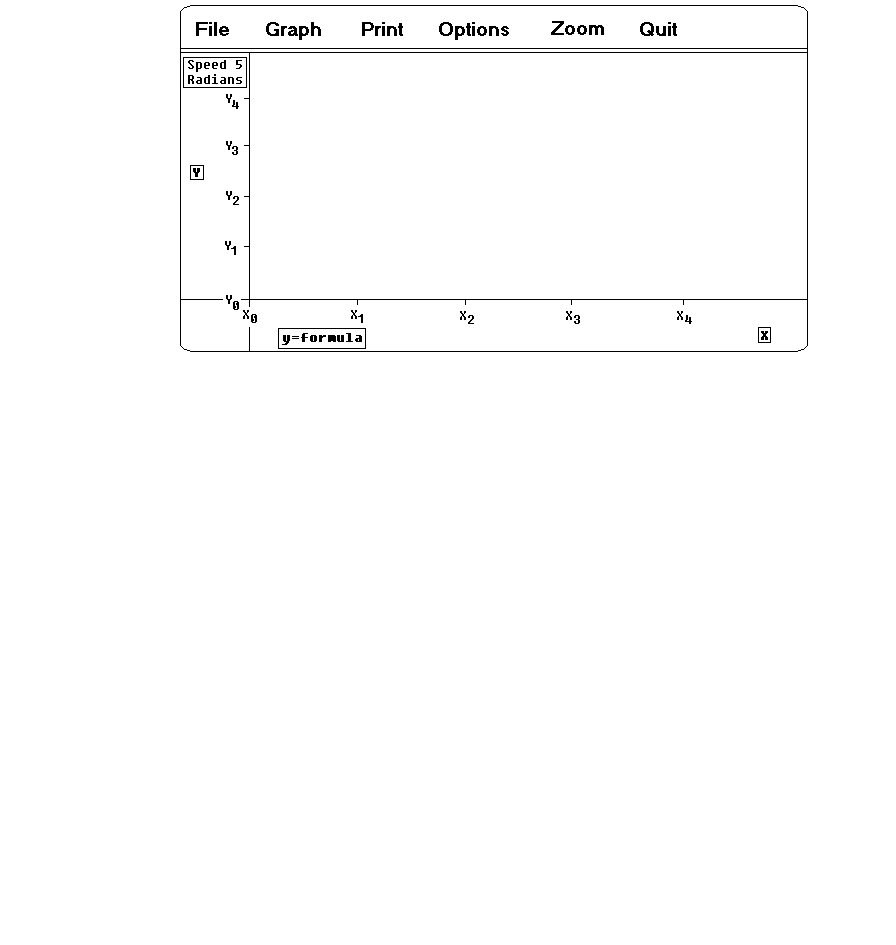 File Graph Print Options Zoom Quit
Speed 5
Radians
Y4
Y3
Y
Y2
Y1
Y0
X0 X1 X2 X3 X4
y=formula X